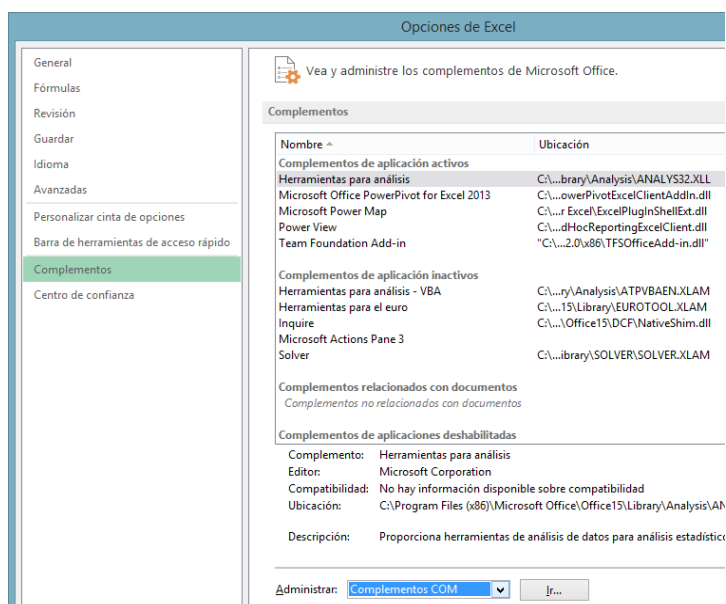 Opciones de Excel
General
Fórmulas
Revisión
Guardar
Idioma
Avanzadas
Personalizar cinta de opciones
Barra de herramientas de acceso rápido
Complementos
Centro de confianza
Vea y administre los complementos de Microsoft Office.
Complementos
Nombre Ubicación
Complementos de aplicación activos
Herramientas para análisis C:\...brary\Analysis\ANALYS32.XLL
Microsoft Office PowerPivot for Excel 2013 C:\...owerPivotExcelClientAddIn.dll
Microsoft Power Map C:\...r Excel\ExcelPlugInShellExt.dll
Power View C:\...dHocReportingExcelClient.dll
Team Foundation Add-in "C:\...2.0\x86\TFSOfficeAdd-in.dll"
Complementos de aplicación inactivos
Herramientas para análisis - VBA C:\...ry\Analysis\ATPVBAEN.XLAM
Herramientas para el euro C:\...15\Library\EUROTOOL.XLAM
Inquire C:\...\Office15\DCF\NativeShim.dll
Microsoft Actions Pane 3
Solver C:\...ibrary\SOLVER\SOLVER.XLAM
Complementos relacionados con documentos
Complementos no relacionados con documentos
Complementos de aplicaciones deshabilitadas
Complemento: Herramientas para análisis
Editor: Microsoft Corporation
Compatibilidad: No hay información disponible sobre compatibilidad
Ubicación: C:\Program Files (x86)\Microsoft Office\Office15\Library\Analysis\AN
Descripción: Proporciona herramientas de análisis de datos para análisis estadístico
Administrar: Complementos COM Ir...